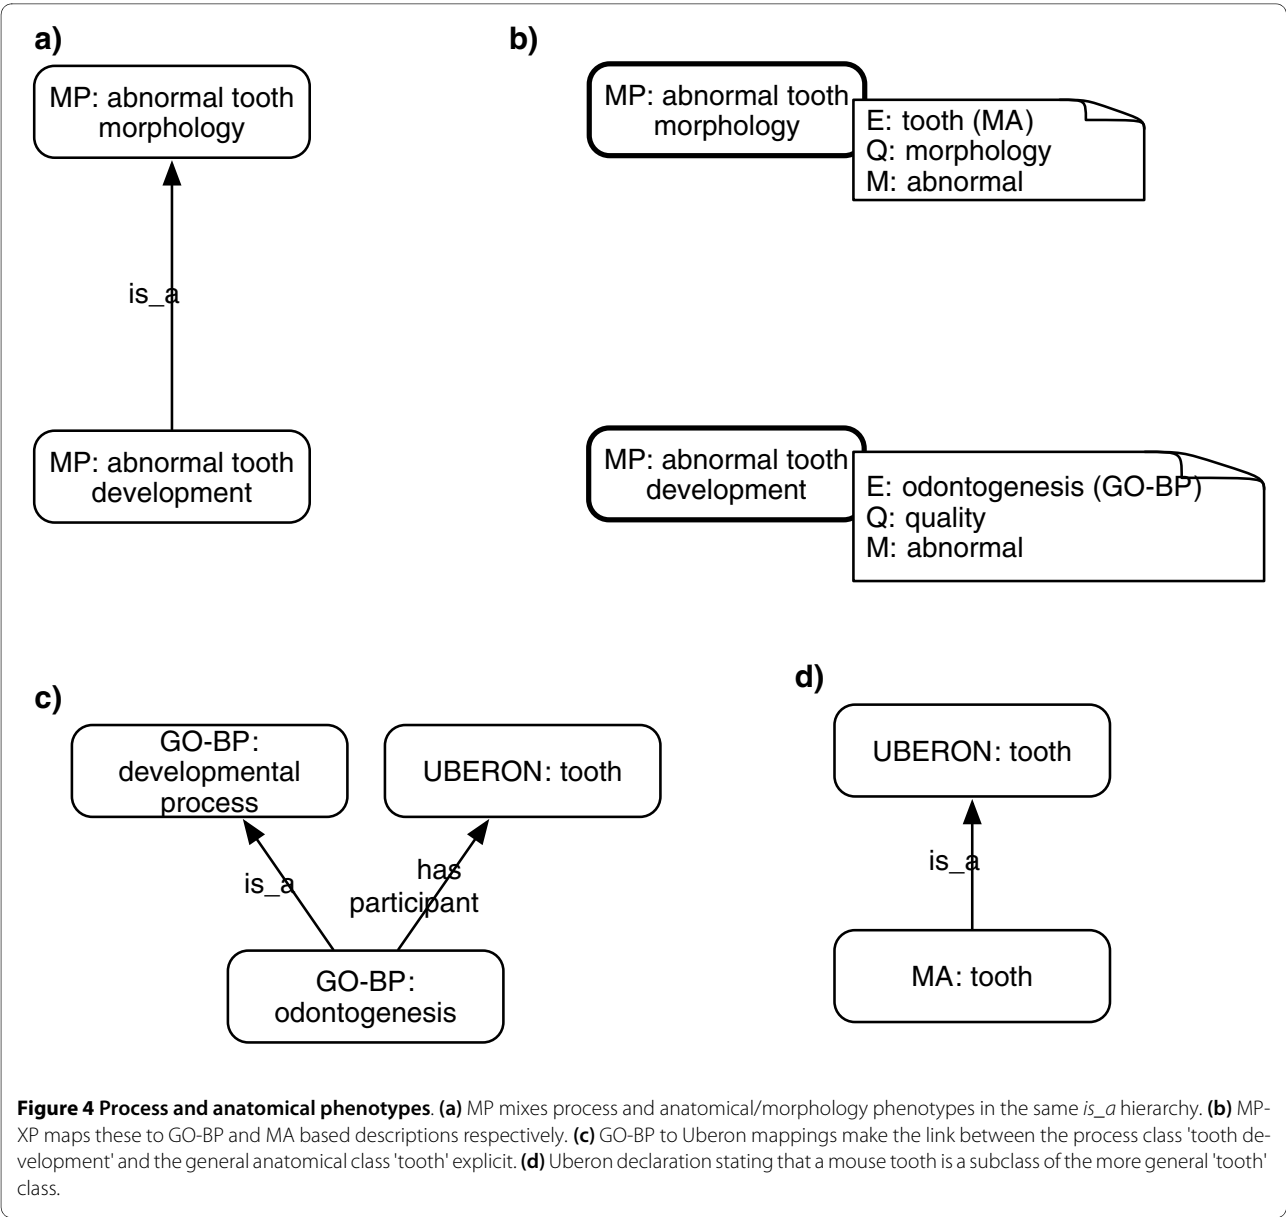 a)
MP: abnormal tooth
morphology
is_a
MP: abnormal tooth
development
b)
MP: abnormal tooth
morphology
E: tooth (MA)
Q: morphology
M: abnormal
MP: abnormal tooth
development
E: odontogenesis (GO-BP)
Q: quality
M: abnormal
c)
GO-BP:
developmental
process
UBERON: tooth
is_a
has
participant
GO-BP:
odontogenesis
d)
UBERON: tooth
is_a
MA: tooth
Figure 4 Process and anatomical phenotypes. (a) MP mixes process and anatomical/morphology phenotypes in the same is_a hierarchy. (b) MP-
XP maps these to GO-BP and MA based descriptions respectively. (c) GO-BP to Uberon mappings make the link between the process class 'tooth de-
velopment' and the general anatomical class 'tooth' explicit. (d) Uberon declaration stating that a mouse tooth is a subclass of the more general 'tooth'
class.